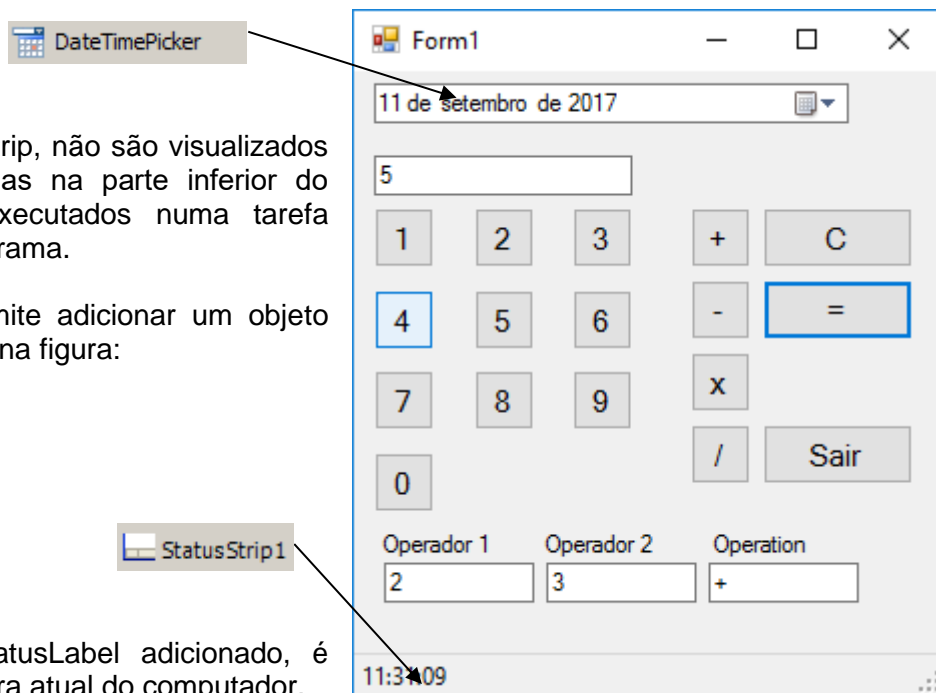 DateTimePicker
Form1
11 de setembro de 2017
rip, não são visualizados
as na parte inferior do
xecutados numa tarefa
rama.
5
1 2 3 + C
nite adicionar um objeto
na figura:
4 5 6 - =
7 8 9 x
/ Sair
0
StatusStrip1
Operador 1 Operador 2 Operation
2 3 +
atusLabel adicionado, é
ra atual do computador.
11:31:09